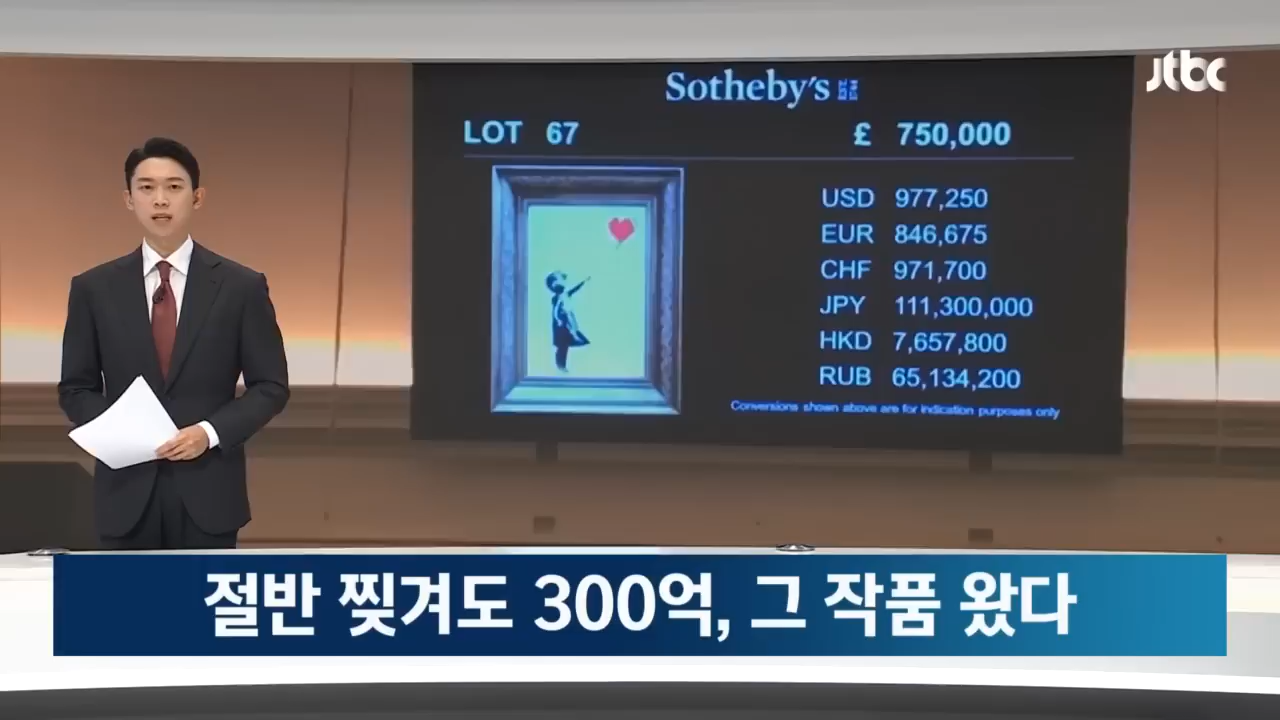 jtbc
Sotheby's
LOT 67 £ 750,000
USD 977,250
EUR 846,675
CHF 971,700
JPY 111,300,000
HKD 7,657,800
RUB 65,134,200
Conversions shown above are for indication purposes only
절반 찢겨도 300억, 그 작품 왔다